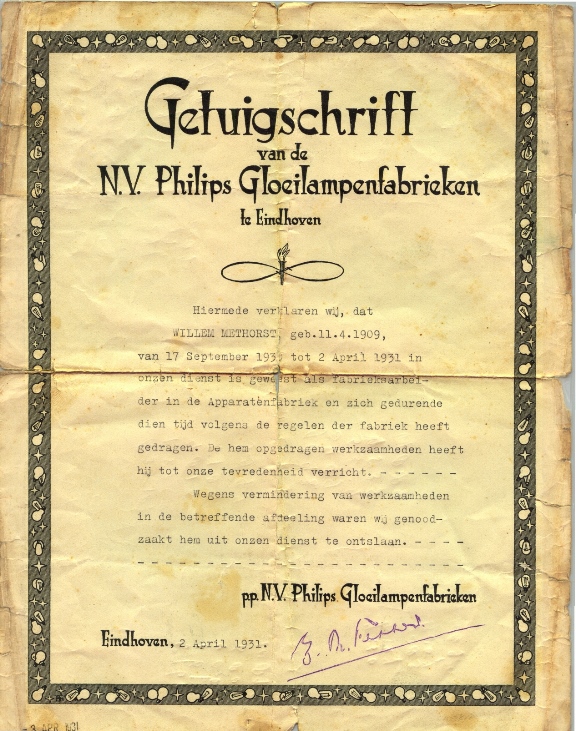 Getuigschrift
van de
N.V. Philips Gloeilampenfabrieken
te Eindhoven
Hiermede verklaren wij, dat
WILLEM METHORST, geb.11.4.1909,
van 17 September tot 2 April 1931 in
onzen dienst is geweest als fabrieksarbei-
der in de Apparatenfabriek en zich gedurende
dien tijd volgens de regelen der fabriek heeft
gedragen. De hem opgedragen werkzaamheden heeft
hij tot onze tevredenheid verricht. - - - - - - -
Wegens vermindering van werkzaamheden
in de betreffende afdeeling waren wij genood-
zaakt hem uit onzen dienst te ontslaan. - - - -
- - - - - - - - - - - - - - - - - - - - - - - -
pp. N.V. Philips Gloeilampenfabrieken
Eindhoven, 2 April 1931.
-3 APR 1931